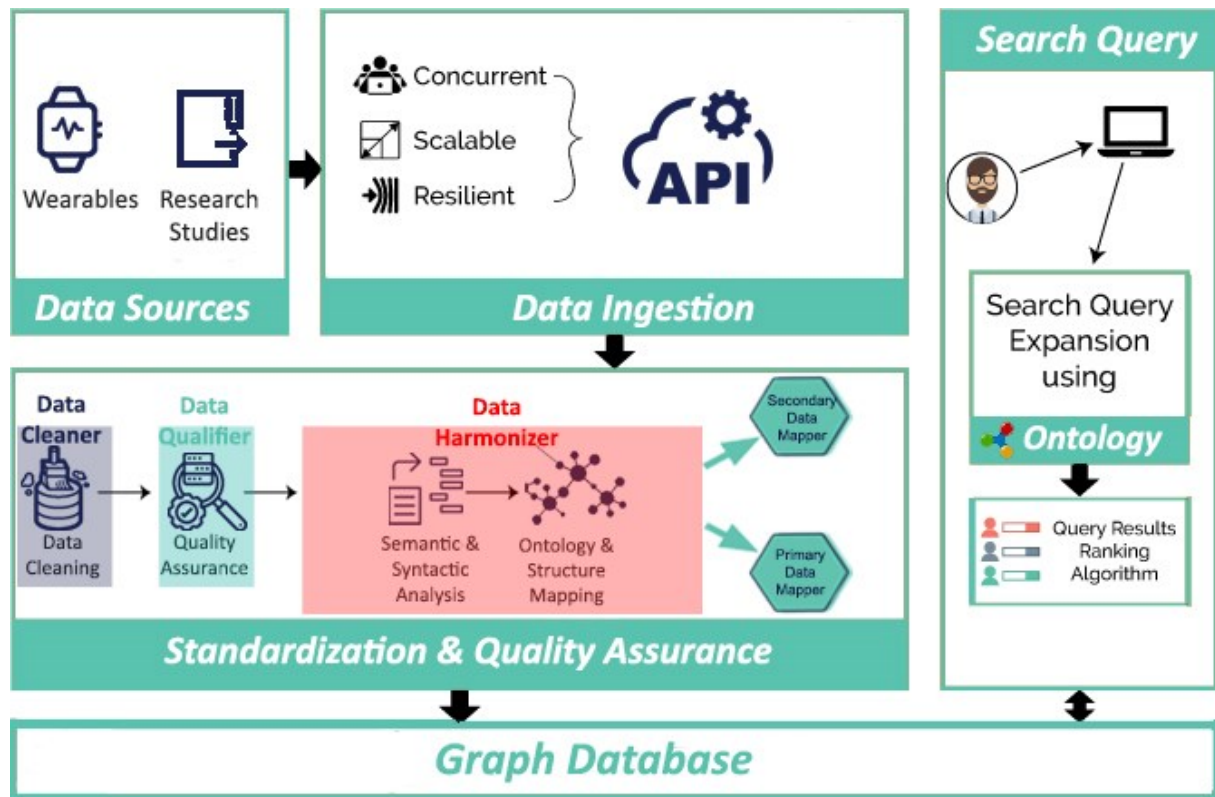 Wearables
Research
Studies
Data Sources
Concurrent
Scalable
Resilient
API
Data Ingestion
Search Query
Search Query
Expansion
using
Ontology
Query Results
Ranking
Algorithm
Data
Cleaner
Data
Cleaning
Data
Qualifier
Quality
Assurance
Data
Harmonizer
Semantic &
Syntactic
Analysis
Ontology &
Structure
Mapping
Secondary
Data
Mapper
Primary
Data
Mapper
Standardization & Quality Assurance
Graph Database